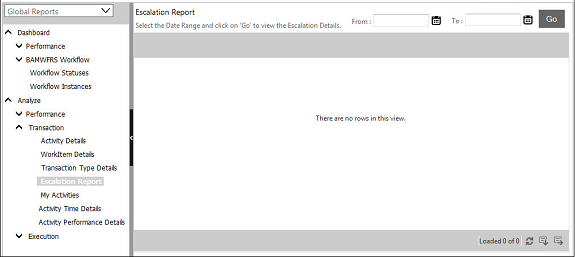 Global Reports
Dashboard
Performance
BAMWFRS Workflow
Workflow Statuses
Workflow Instances
Analyze
Performance
Transaction
Activity Details
WorkItem Details
Transaction Type Details
Escalation Report
My Activities
Activity Time Details
Activity Performance Details
Execution
Escalation Report
Select the Date Range and click on 'Go' to view the Escalation Details.
From : To : Go
There are no rows in this view.
Loaded 0 of 0